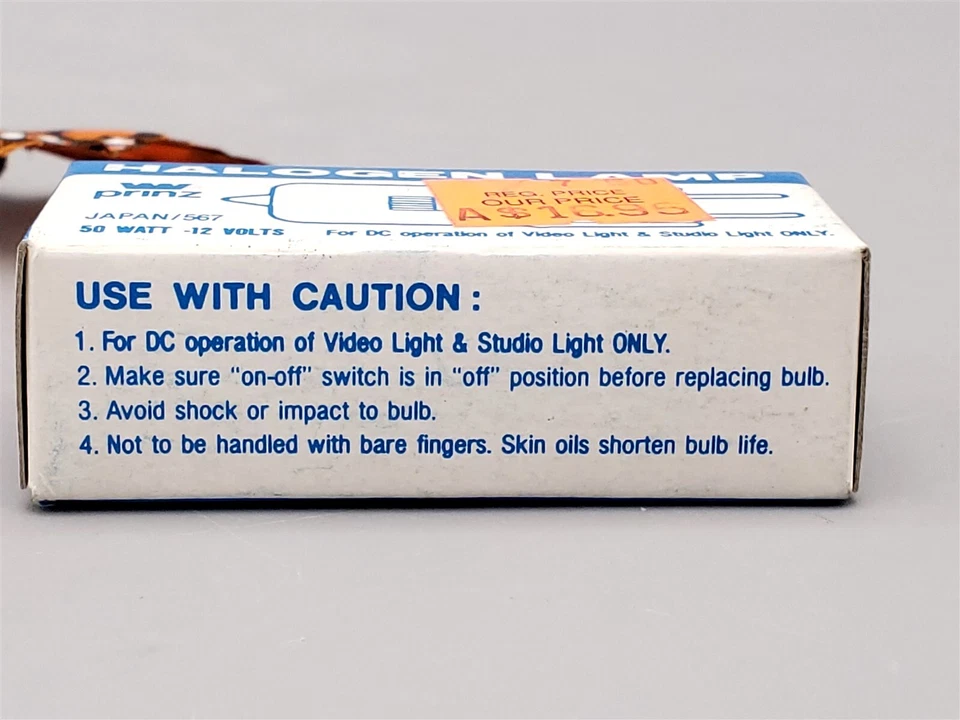 HALOGEN LAMP
prinz
JAPAN/567
50 WATT -12 VOLTS
For DC operation of Video Light & Studio Light ONLY.
REG. PRICE
OUR PRICE
USE WITH CAUTION :
1. For DC operation of Video Light & Studio Light ONLY.
2. Make sure “on-off” switch is in “off” position before replacing bulb.
3. Avoid shock or impact to bulb.
4. Not to be handled with bare fingers. Skin oils shorten bulb life.